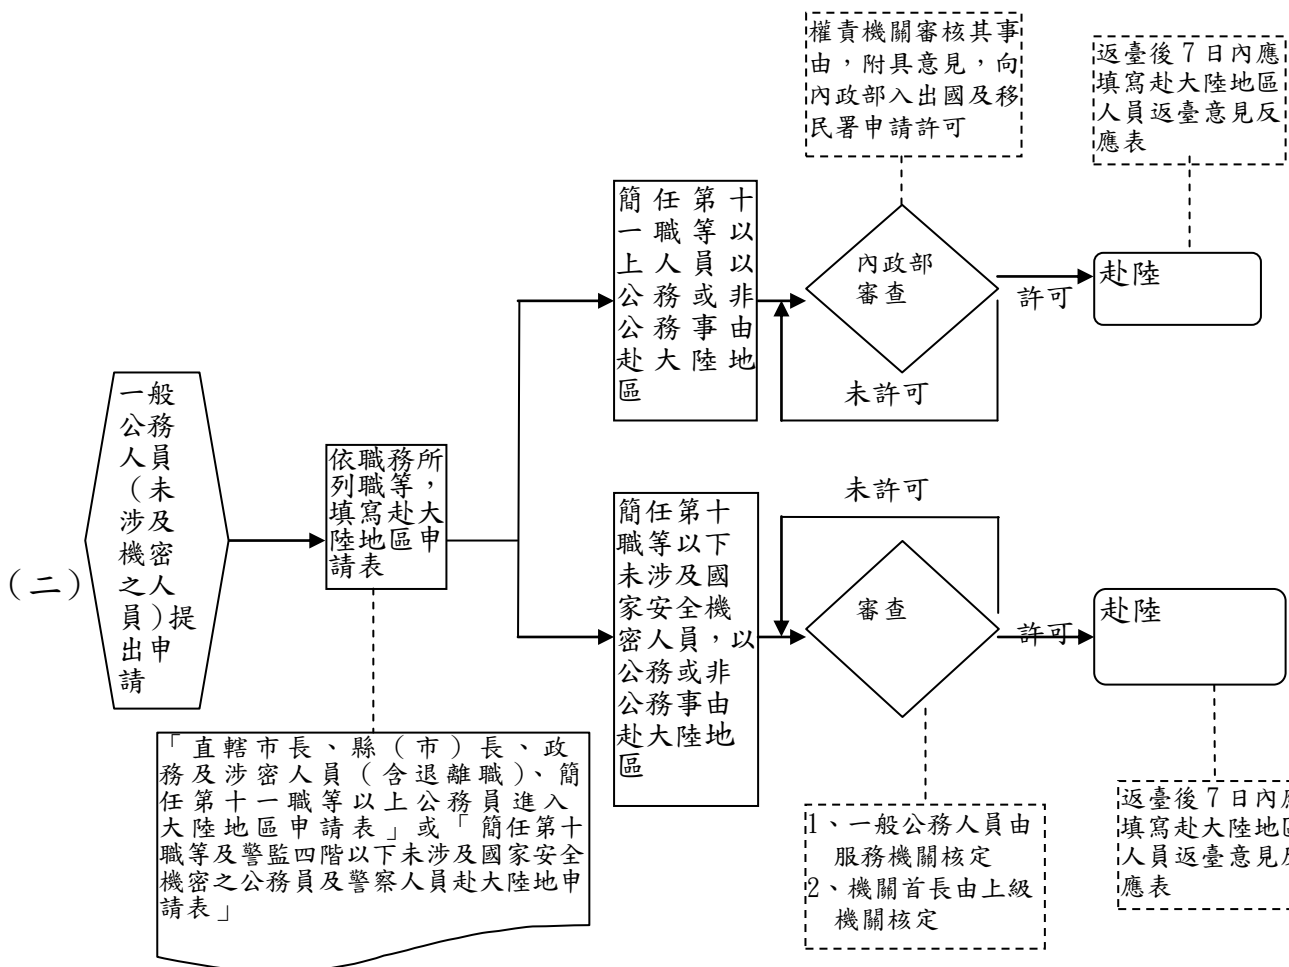 權責機關審核其事
由，附具意見，向
內政部入出國及移
民署申請許可
返臺後7日內應
填寫赴大陸地區
人員返臺意見反
應表
簡任第十
一職等以
上人員以
公務或非
公務事由
赴大陸地
區
內政部
審查
許可
赴陸
未許可
（二）
一般
公務
人員
（未
涉及
機密
之人
員）提
出申
請
依職務所
列職等，
填寫赴大
陸地區申
請表
簡任第十
職等以下
未涉及國
家安全機
密人員，以
公務或非
公務事由
赴大陸地
區
未許可
審查
許可
赴陸
「直轄市長、縣（市）長、政
務及涉密人員（含退離職）、簡
任第十一職等以上公務員進入
大陸地區申請表」或「簡任第十
職等及警監四階以下未涉及國家安全
機密之公務員及警察人員赴大陸地申
請表」
1、一般公務人員由
服務機關核定
2、機關首長由上級
機關核定
返臺後7日內
填寫赴大陸地
人員返臺意見
應表